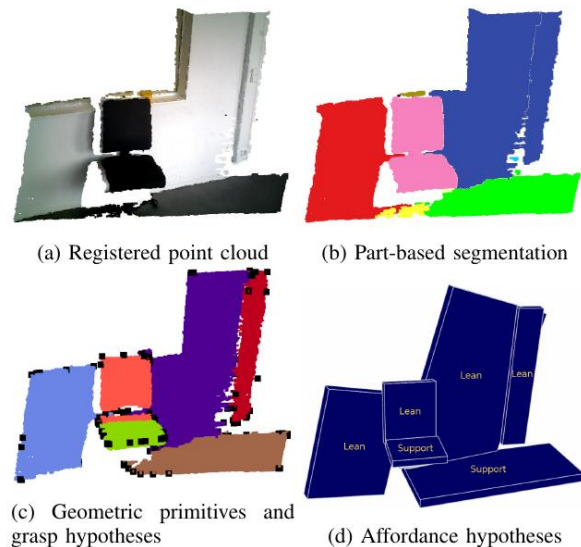 (a) Registered point cloud
(b) Part-based segmentation
(c) Geometric primitives and
grasp hypotheses
Lean
Lean
Lean
Lean
Support
Support
(d) Affordance hypotheses